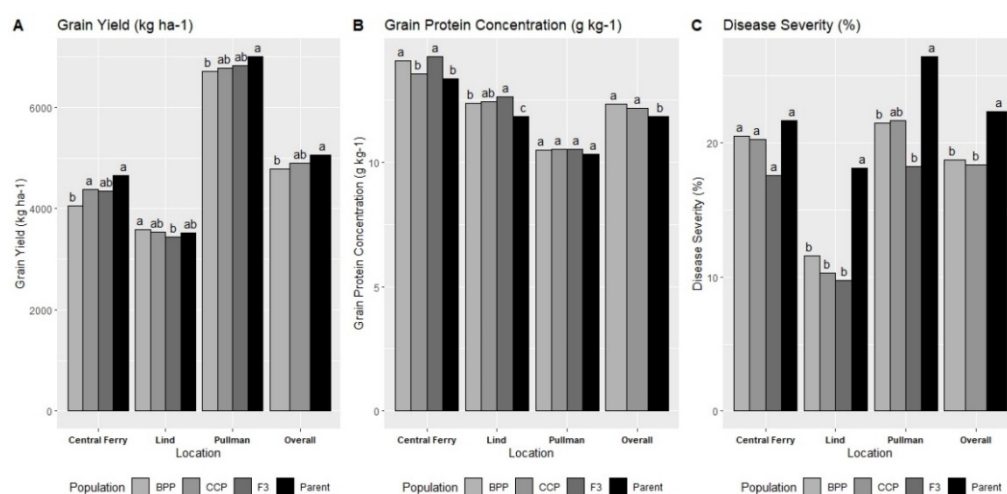 A Grain Yield (kg ha-1)
Grain Yield (kg ha-1)
6000
4000
2000
0
b a ab a
a ab b ab
b ab ab a
b ab a
Central Ferry Lind Pullman Overall
Location
Population BPP CCP F3 Parent
B Grain Protein Concentration (g kg-1)
Grain Protein Concentration (g kg-1)
10
5
0
a b a b
b ab a c
a a a a
a a b
Central Ferry Lind Pullman Overall
Location
Population BPP CCP F3 Parent
C Disease Severity (%)
Disease Severity (%)
20
10
0
a a a a
b b b a
b ab b a
b b a
Central Ferry Lind Pullman Overall
Location
Population BPP CCP F3 Parent